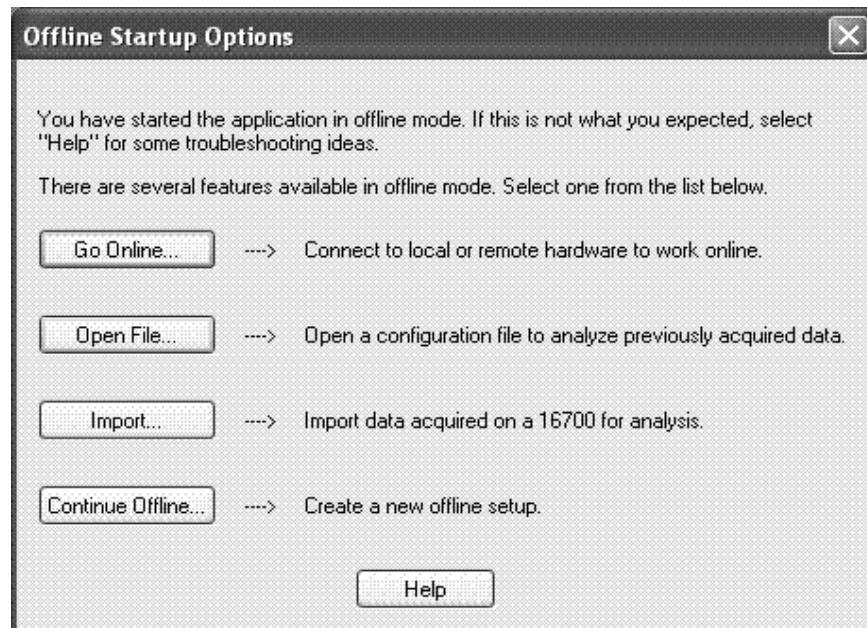 Offline Startup Options
You have started the application in offline mode. If this is not what you expected, select
"Help" for some troubleshooting ideas.
There are several features available in offline mode. Select one from the list below.
Go Online... ----> Connect to local or remote hardware to work online.
Open File... ----> Open a configuration file to analyze previously acquired data.
Import... ----> Import data acquired on a 16700 for analysis.
Continue Offline... ----> Create a new offline setup.
Help